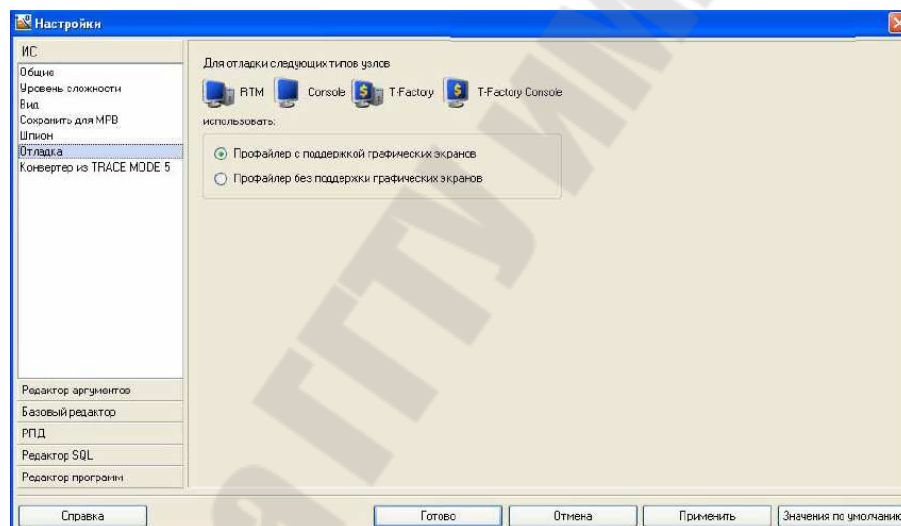 Настройки
ИС
Общие
Уровень сложности
Вид
Сохранить для МРВ
Шпион
Отладка
Конвертер из TRACE MODE 5
Редактор аргументов
Базовый редактор
РПД
Редактор SQL
Редактор программ
Для отладки следующих типов узлов
RTM Console T-Factory T-Factory Console
использовать:
Профайлер с поддержкой графических экранов
Профайлер без поддержки графических экранов
Справка Готово Отмена Применить Значения по умолчанию
ГГТУ ИМ